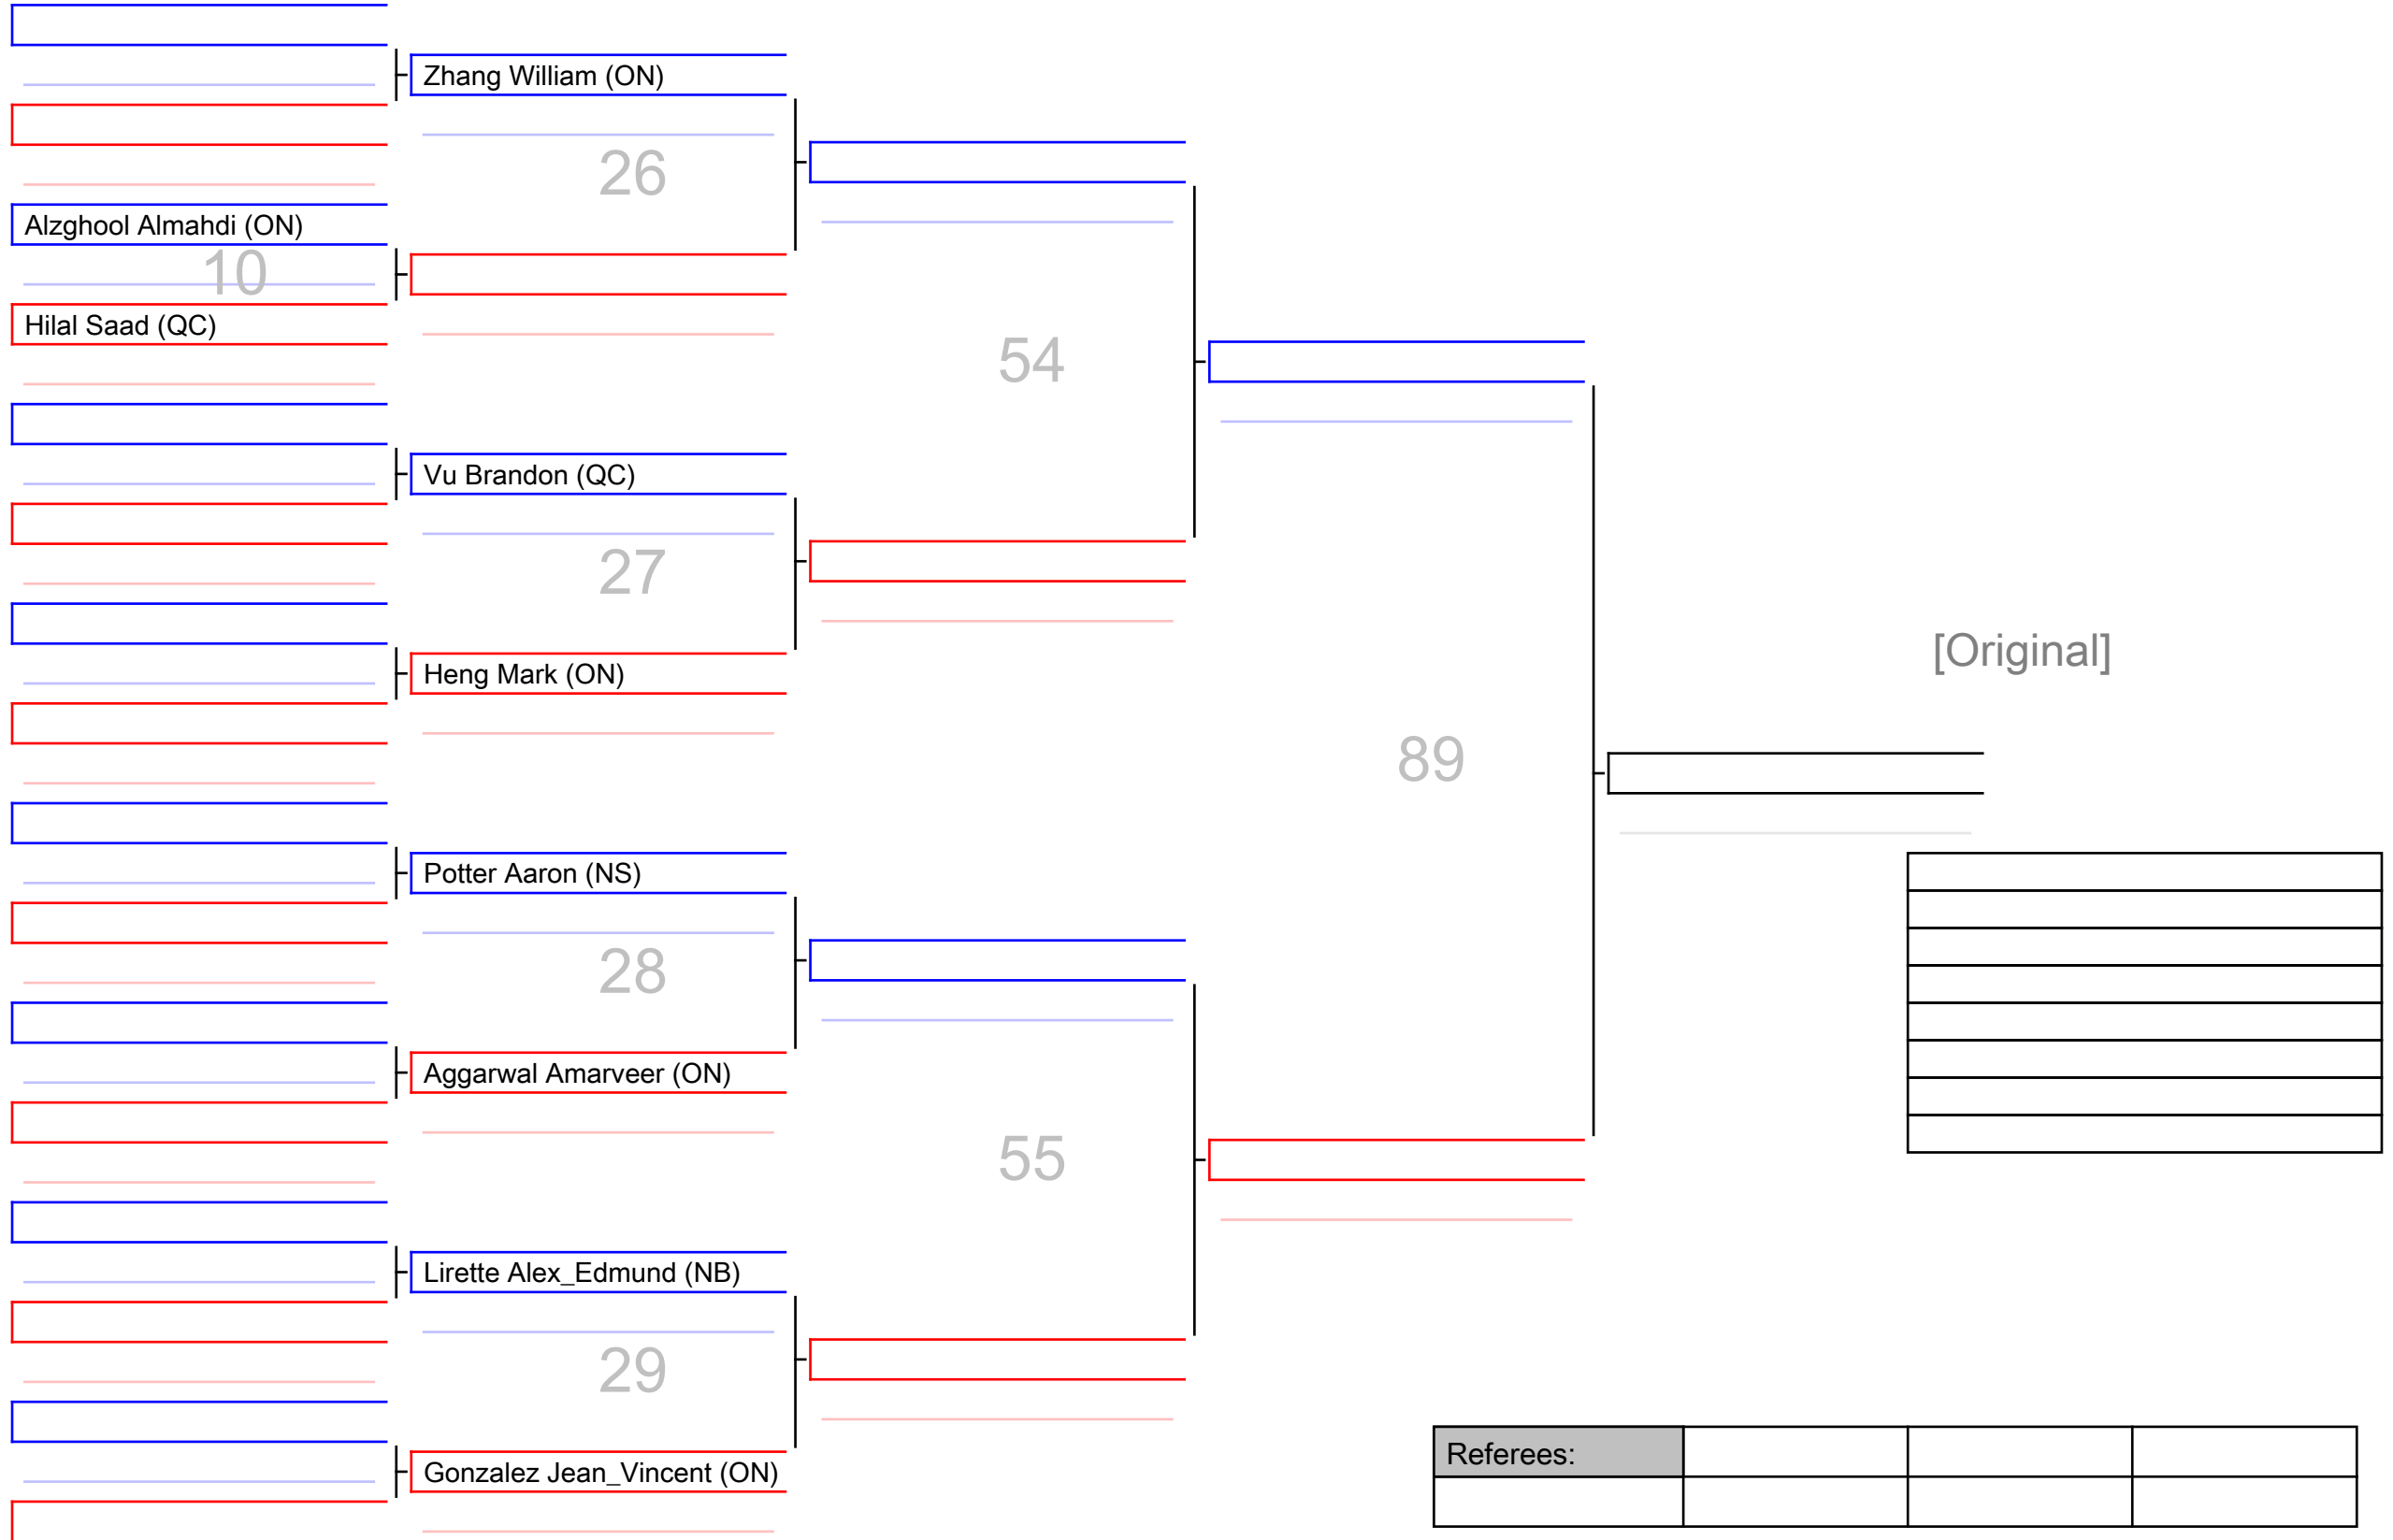 Zhang William (ON)
26
Alzghool Almahdi (ON)
10
Hilal Saad (QC)
54
Vu Brandon (QC)
27
Heng Mark (ON)
[Original]
89
Potter Aaron (NS)
28
Aggarwal Amarveer (ON)
55
Lirette Alex_Edmund (NB)
29
Gonzalez Jean_Vincent (ON)
Referees: